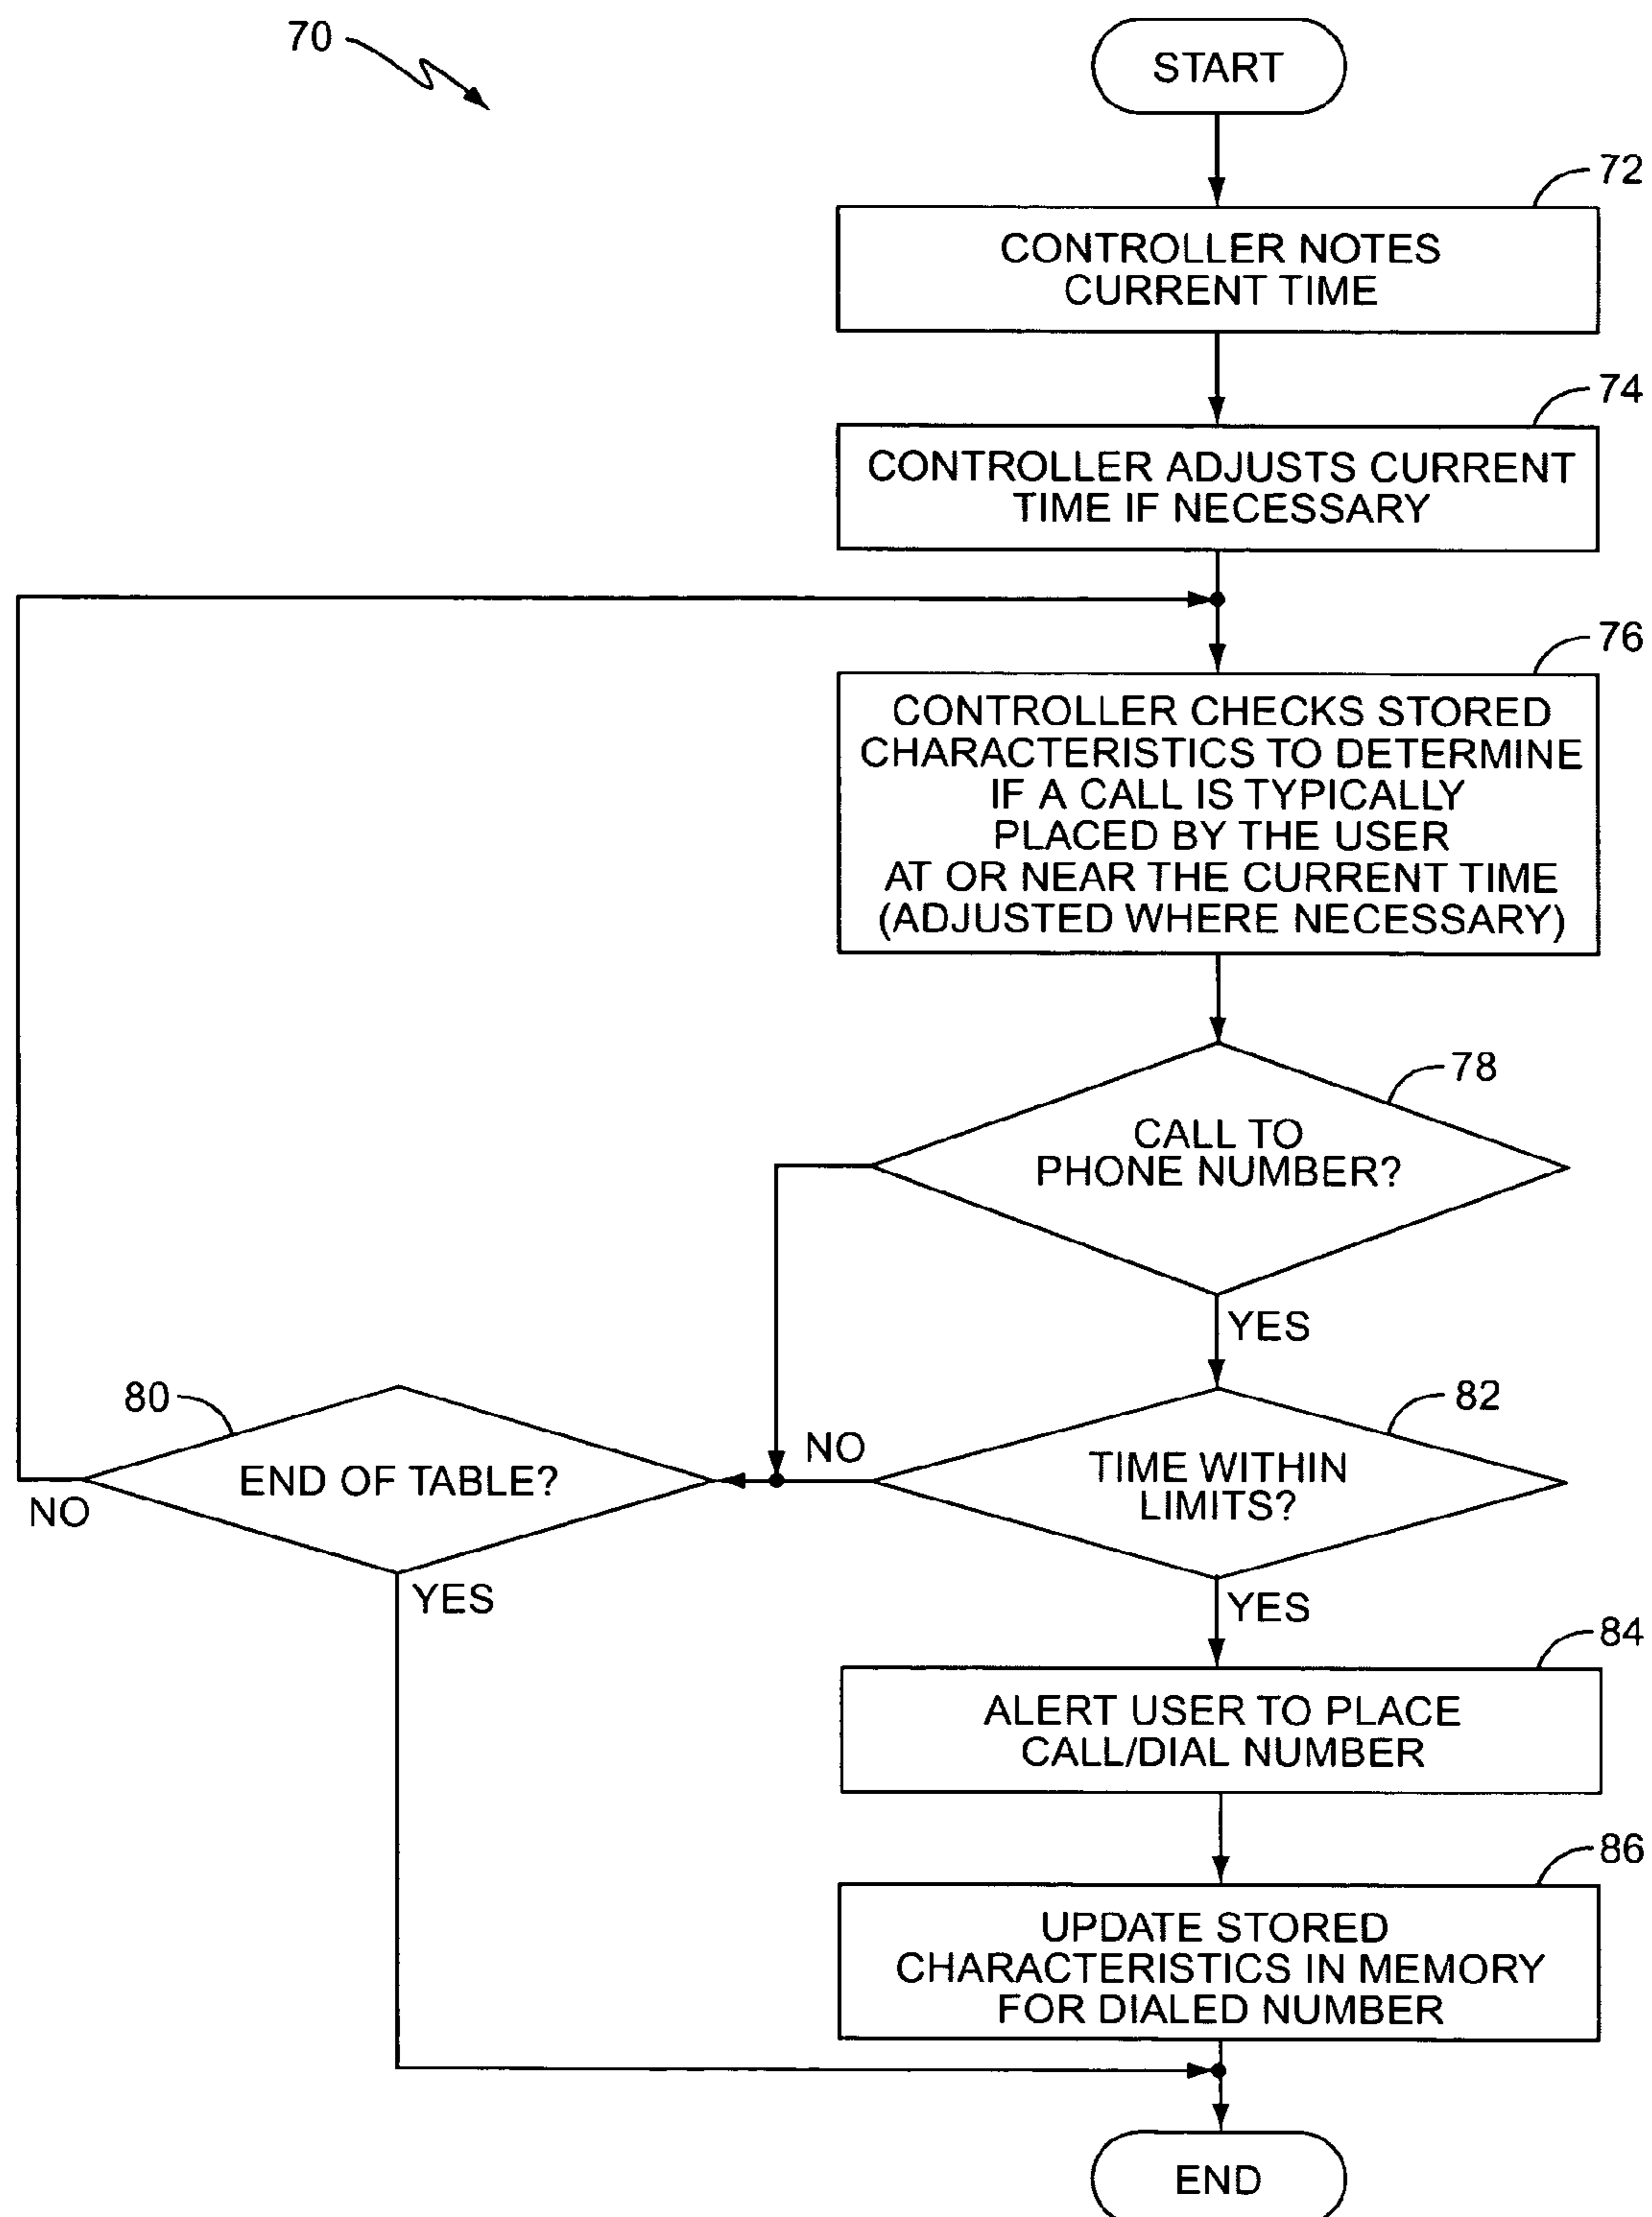 70
START
72
CONTROLLER NOTES
CURRENT TIME
74
CONTROLLER ADJUSTS CURRENT
TIME IF NECESSARY
76
CONTROLLER CHECKS STORED
CHARACTERISTICS TO DETERMINE
IF A CALL IS TYPICALLY
PLACED BY THE USER
AT OR NEAR THE CURRENT TIME
(ADJUSTED WHERE NECESSARY)
78
CALL TO
PHONE NUMBER?
YES
80
END OF TABLE?
NO
YES
82
NO
TIME WITHIN
LIMITS?
YES
84
ALERT USER TO PLACE
CALL/DIAL NUMBER
86
UPDATE STORED
CHARACTERISTICS IN MEMORY
FOR DIALED NUMBER
END